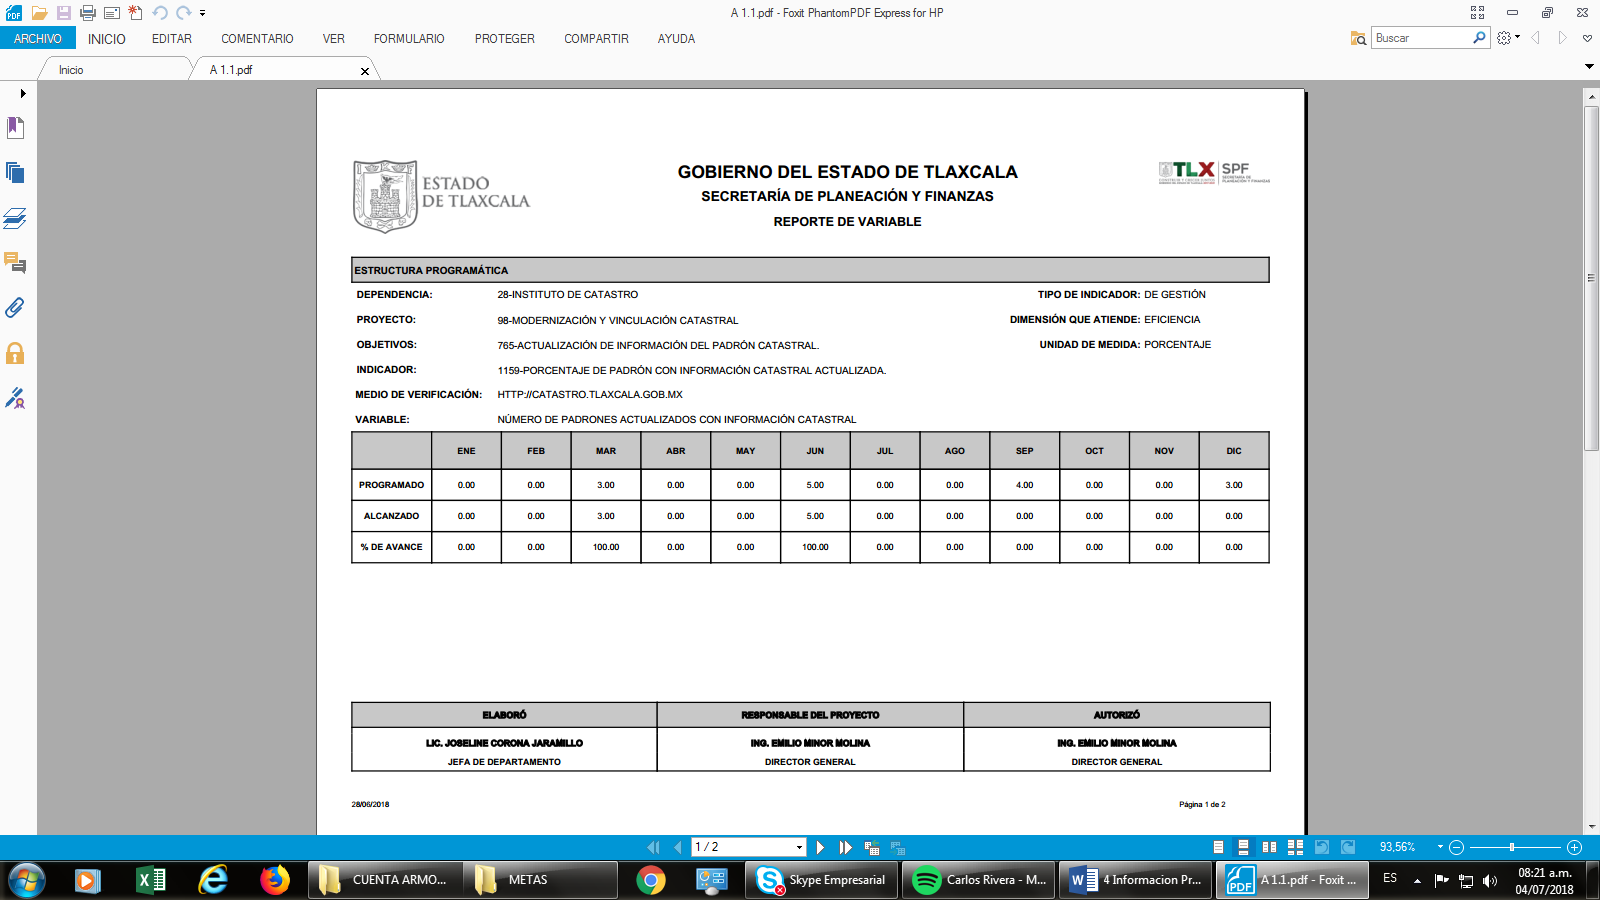 A 1.1.pdf - Foxit PhantomPDF Express for HP
ARCHIVO INICIO EDITAR COMENTARIO VER FORMULARIO PROTEGER COMPARTIR AYUDA Buscar
Inicio A 1.1.pdf
ESTADO DE TLAXCALA
GOBIERNO DEL ESTADO DE TLAXCALA
SECRETARÍA DE PLANEACIÓN Y FINANZAS
REPORTE DE VARIABLE
TLX SPF
SECRETARÍA DE PLANEACIÓN Y FINANZAS
ESTRUCTURA PROGRAMÁTICA
DEPENDENCIA: 28-INSTITUTO DE CATASTRO TIPO DE INDICADOR: DE GESTIÓN
PROYECTO: 98-MODERNIZACIÓN Y VINCULACIÓN CATASTRAL DIMENSIÓN QUE ATIENDE: EFICIENCIA
OBJETIVOS: 765-ACTUALIZACIÓN DE INFORMACIÓN DEL PADRÓN CATASTRAL. UNIDAD DE MEDIDA: PORCENTAJE
INDICADOR: 1159-PORCENTAJE DE PADRÓN CON INFORMACIÓN CATASTRAL ACTUALIZADA.
MEDIO DE VERIFICACIÓN: HTTP://CATASTRO.TLAXCALA.GOB.MX
VARIABLE: NÚMERO DE PADRONES ACTUALIZADOS CON INFORMACIÓN CATASTRAL
ENE FEB MAR ABR MAY JUN JUL AGO SEP OCT NOV DIC
PROGRAMADO 0.00 0.00 3.00 0.00 0.00 5.00 0.00 0.00 4.00 0.00 0.00 3.00
ALCANZADO 0.00 0.00 3.00 0.00 0.00 5.00 0.00 0.00 0.00 0.00 0.00 0.00
% DE AVANCE 0.00 0.00 100.00 0.00 0.00 100.00 0.00 0.00 0.00 0.00 0.00 0.00
ELABORÓ RESPONSABLE DEL PROYECTO AUTORIZÓ
LIC. JOSELINE CORONA JARAMILLO ING. EMILIO MINOR MOLINA ING. EMILIO MINOR MOLINA
JEFA DE DEPARTAMENTO DIRECTOR GENERAL DIRECTOR GENERAL
28/06/2018 Página 1 de 2
1 / 2 93,56%
CUENTA ARMO... METAS Skype Empresarial Carlos Rivera - M... 4 Informacion Pr... A 1.1.pdf - Foxit ... ES 08:21 a.m.
04/07/2018